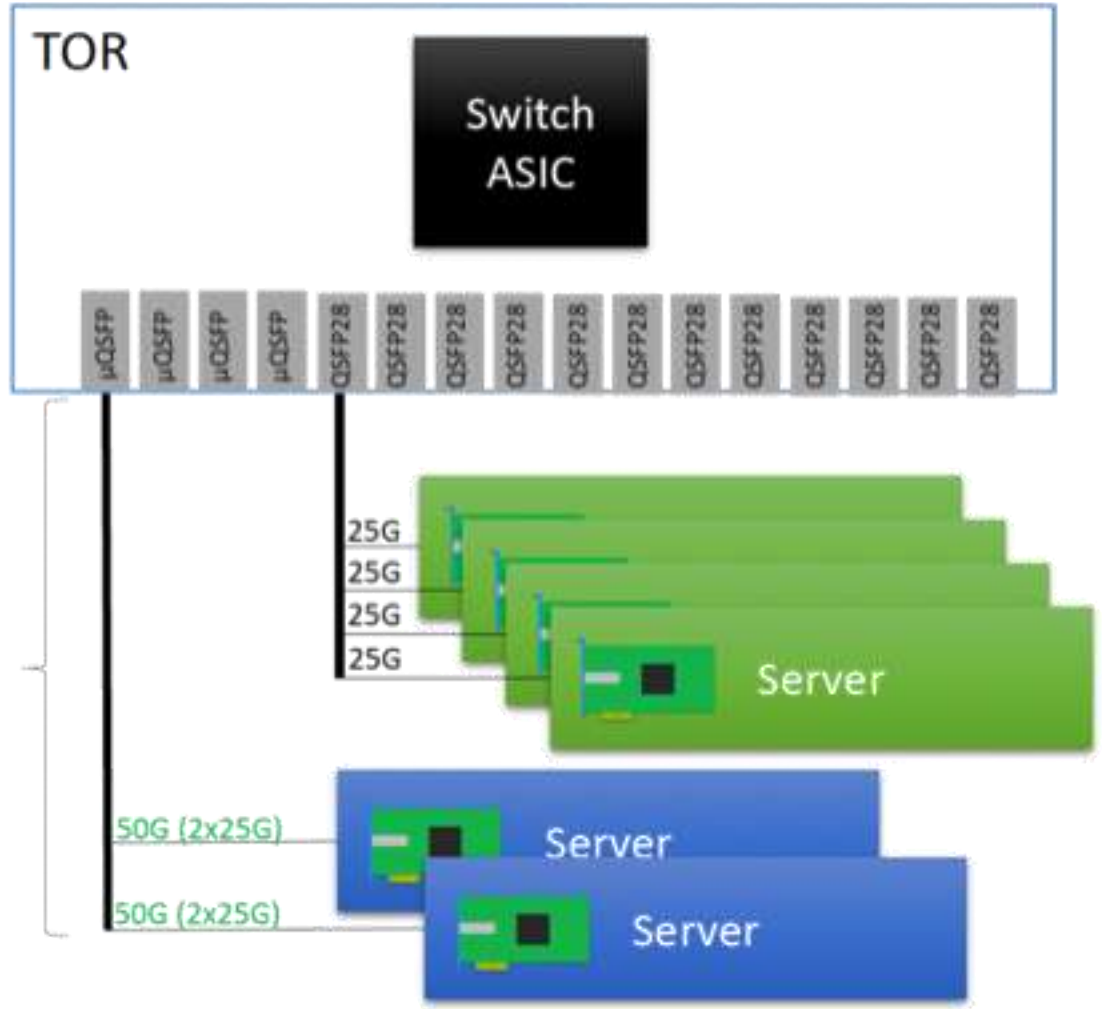 TOR
Switch
ASIC
µQSFP
µQSFP
µQSFP
µQSFP
QSFP28
QSFP28
QSFP28
QSFP28
QSFP28
QSFP28
QSFP28
QSFP28
QSFP28
QSFP28
QSFP28
QSFP28
25G
25G
25G
25G
Server
50G (2x25G)
Server
50G (2x25G)
Server